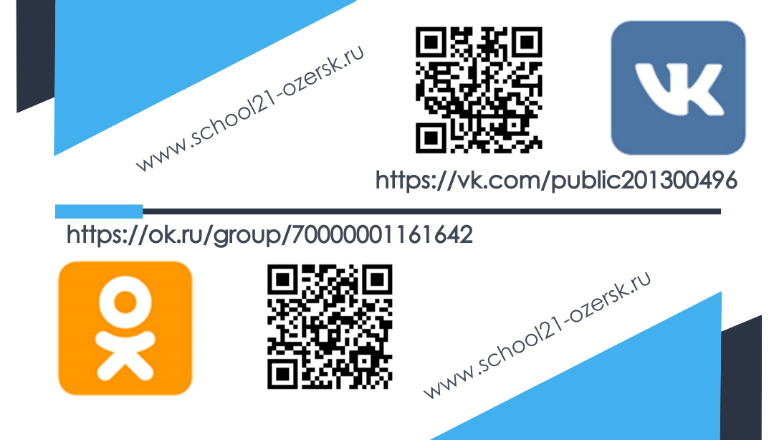 www.school21-ozersk.ru
https://vk.com/public201300496
https://ok.ru/group/70000001161642
www.school21-ozersk.ru